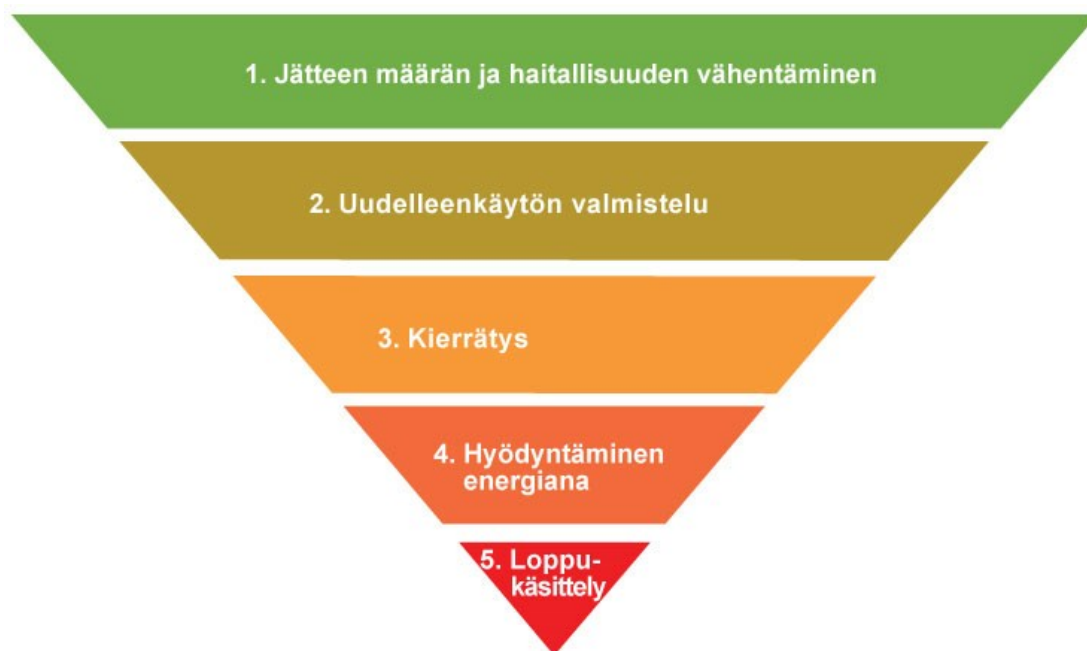 1. Jätteen määrän ja haitallisuuden vähentäminen
2. Uudelleenkäytön valmistelu
3. Kierrätys
4. Hyödyntäminen
energiana
5. Loppu-
käsittely